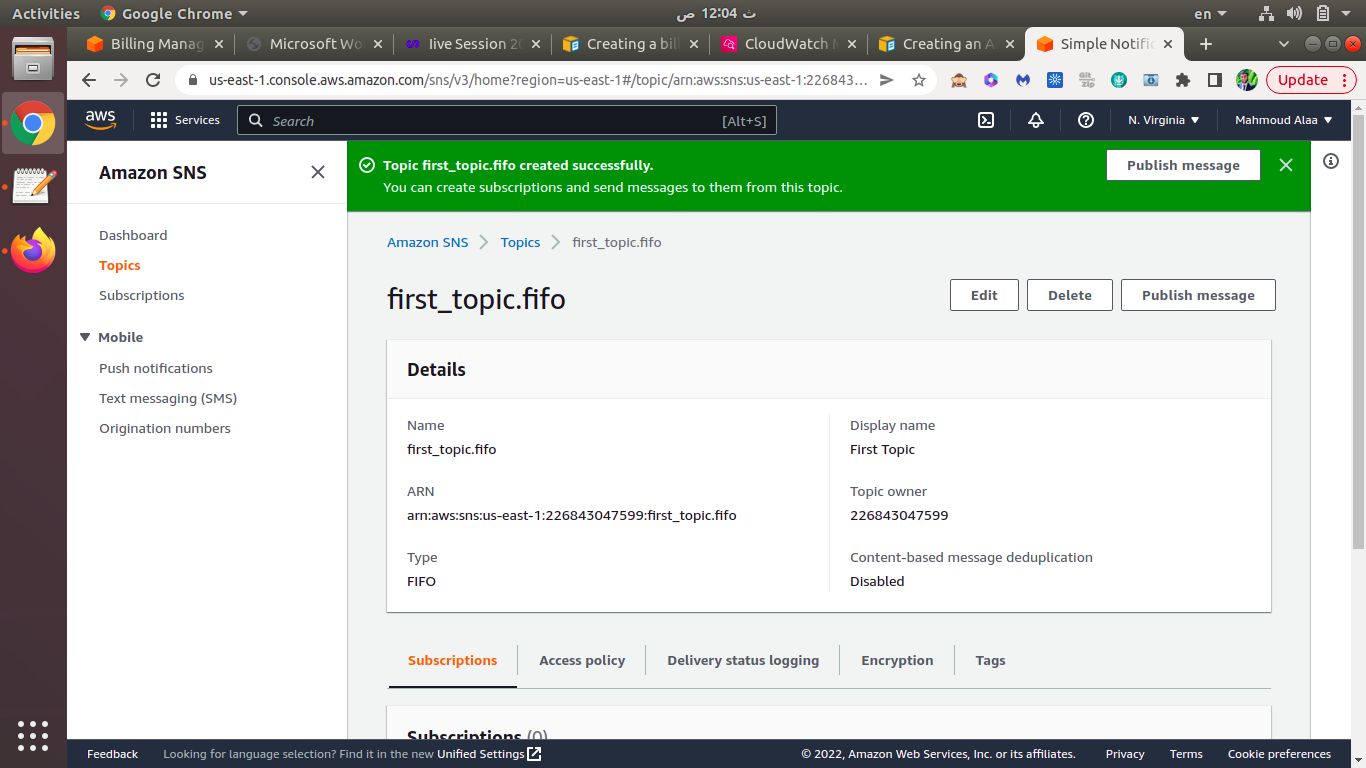 Activities
Google Chrome
ث 12:04 ص
en
Billing Manag
Microsoft Wo
live Session 20
Creating a bil
CloudWatch M
Creating an A
Simple Notific
us-east-1.console.aws.amazon.com/sns/v3/home?region=us-east-1#/topic/arn:aws:sns:us-east-1:226843...
Git
Zip
Update
aws
Services
Search
[Alt+S]
N. Virginia
Mahmoud Alaa
Amazon SNS
Topic first_topic.fifo created successfully.
You can create subscriptions and send messages to them from this topic.
Publish message
Dashboard
Topics
Subscriptions
Mobile
Push notifications
Text messaging (SMS)
Origination numbers
Amazon SNS
Topics
first_topic.fifo
first_topic.fifo
Edit
Delete
Publish message
Details
Name
first_topic.fifo
ARN
arn:aws:sns:us-east-1:226843047599:first_topic.fifo
Type
FIFO
Display name
First Topic
Topic owner
226843047599
Content-based message deduplication
Disabled
Subscriptions
Access policy
Delivery status logging
Encryption
Tags
Subscriptions (0)
Feedback
Looking for language selection? Find it in the new Unified Settings
© 2022, Amazon Web Services, Inc. or its affiliates.
Privacy
Terms
Cookie preferences